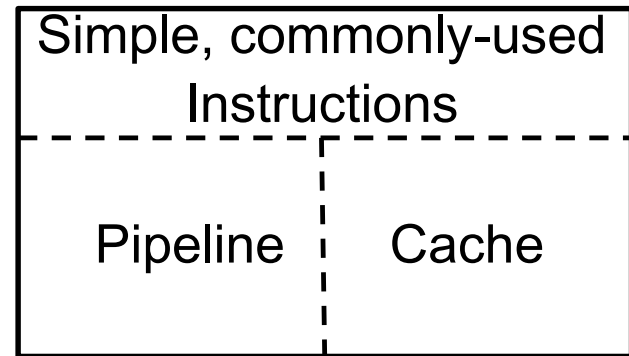 Simple, commonly-used
Instructions
Pipeline
Cache